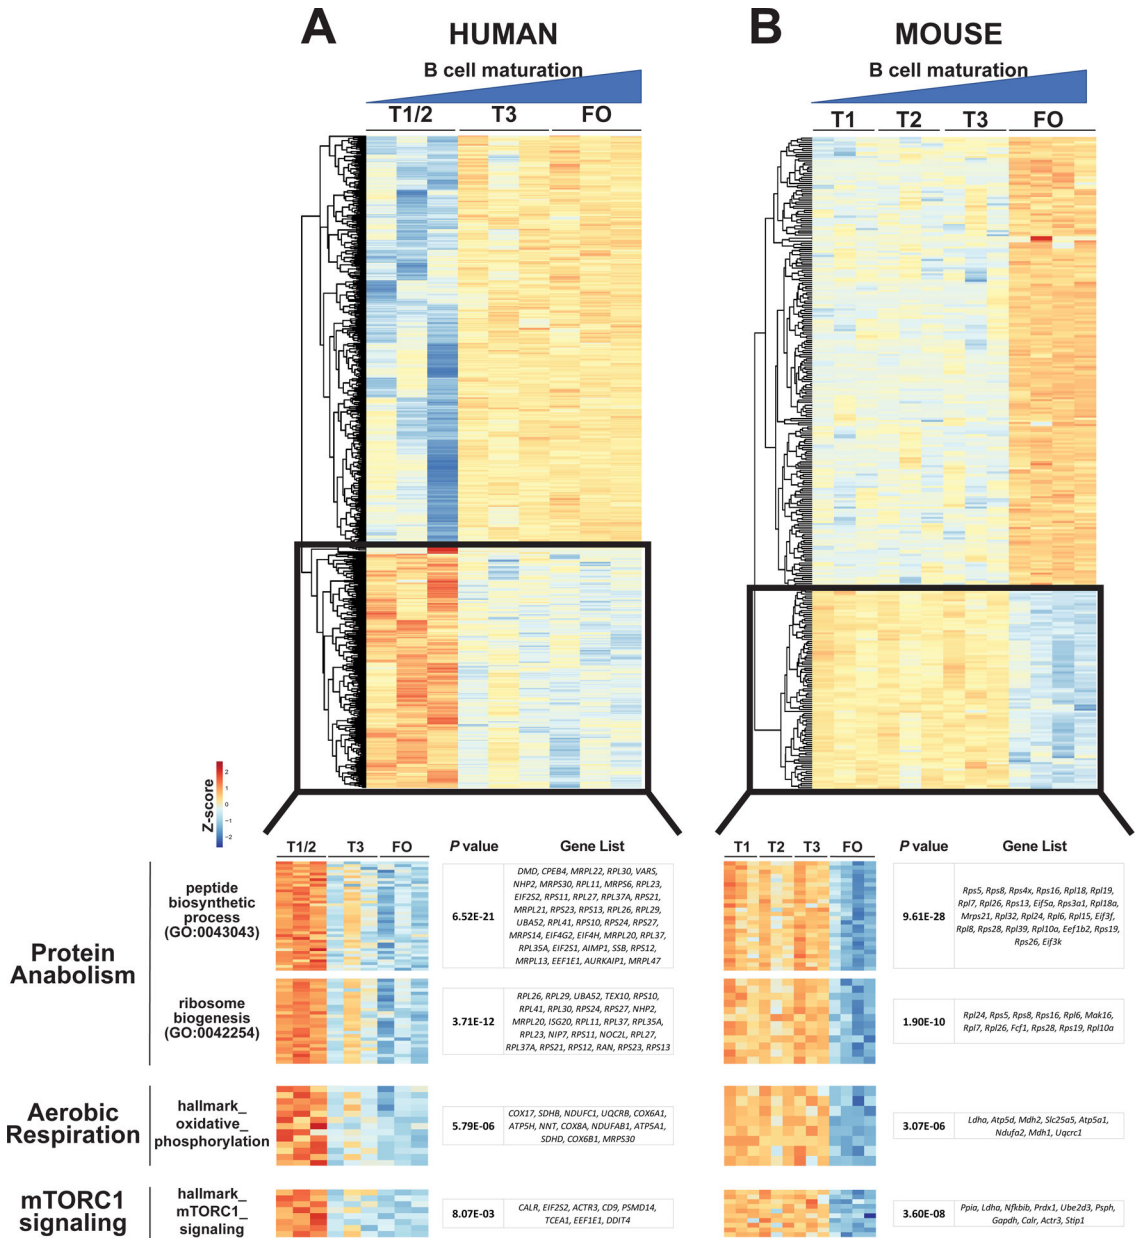 A
HUMAN
B cell maturation
T1/2 T3 FO
B
MOUSE
B cell maturation
T1 T2 T3 FO
Z-score
2
1
0
−1
−2
T1/2 T3 FO
P value
Gene List
T1 T2 T3 FO
P value
Gene List
Protein
Anabolism
peptide
biosynthetic
process
(GO:0043043)
6.52E-21
DMD, CPEB4, MRPL22, RPL30, VARS,
NHP2, MRPS30, RPL11, MRPS6, RPL23,
EIF2S2, RPS11, RPL27, RPL37A, RPS21,
MRPL21, RPS23, RPS13, RPL26, RPL29,
UBA52, RPL41, RPS10, RPS24, RPS27,
MRPS14, EIF4G2, EIF4H, MRPL20, RPL37,
RPL35A, EIF2S1, AIMP1, SSB, RPS12,
MRPL13, EEF1E1, AURKAIP1, MRPL47
9.61E-28
Rps5, Rps8, Rps4x, Rps16, Rpl18, Rpl19,
Rpl7, Rpl26, Rps13, Eif5a, Rps3a1, Rpl18a,
Mrps21, Rpl32, Rpl24, Rpl6, Rpl15, Eif3f,
Rpl8, Rps28, Rpl39, Rpl10a, Eef1b2, Rps19,
Rps26, Eif3k
ribosome
biogenesis
(GO:0042254)
3.71E-12
RPL26, RPL29, UBA52, TEX10, RPS10,
RPL41, RPL30, RPS24, RPS27, NHP2,
MRPL20, ISG20, RPL11, RPL37, RPL35A,
RPL23, NIP7, RPS11, NOC2L, RPL27,
RPL37A, RPS21, RPS12, RAN, RPS23, RPS13
1.90E-10
Rpl24, Rps5, Rps8, Rps16, Rpl6, Mak16,
Rpl7, Rpl26, Fcf1, Rps28, Rps19, Rpl10a
Aerobic
Respiration
hallmark_
oxidative_
phosphorylation
5.79E-06
COX17, SDHB, NDUFC1, UQCRB, COX6A1,
ATP5H, NNT, COX8A, NDUFAB1, ATP5A1,
SDHD, COX6B1, MRPS30
3.07E-06
Ldha, Atp5d, Mdh2, Slc25a5, Atp5a1,
Ndufa2, Mdh1, Uqcrc1
mTORC1
signaling
hallmark_
mTORC1_
signaling
8.07E-03
CALR, EIF2S2, ACTR3, CD9, PSMD14,
TCEA1, EEF1E1, DDIT4
3.60E-08
Ppia, Ldha, Nfkbib, Prdx1, Ube2d3, Psph,
Gapdh, Calr, Actr3, Stip1